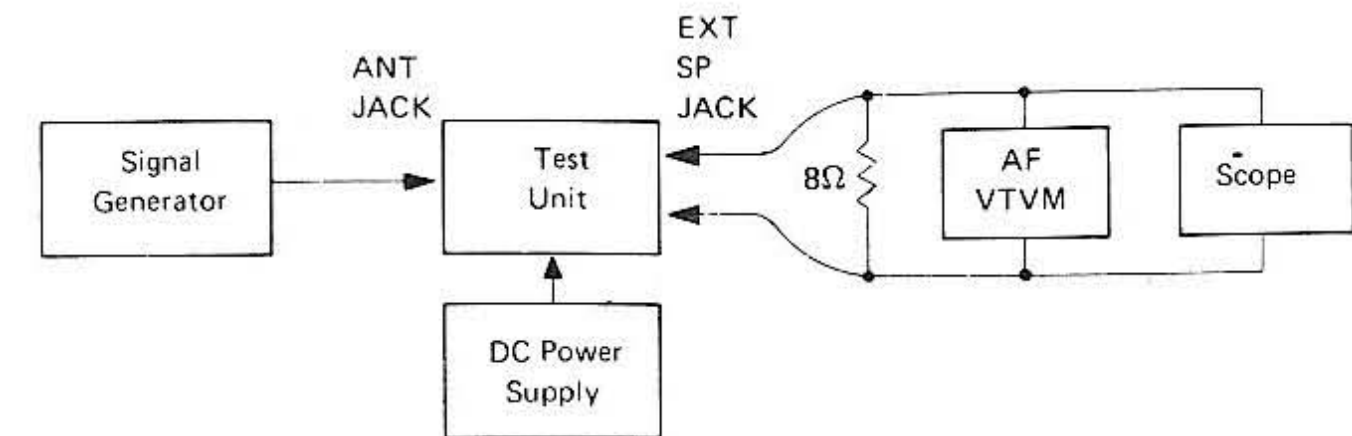 ANT
JACK
EXT
SP
JACK
Signal
Generator
Test
Unit
8Ω
AF
VTVM
Scope
DC Power
Supply